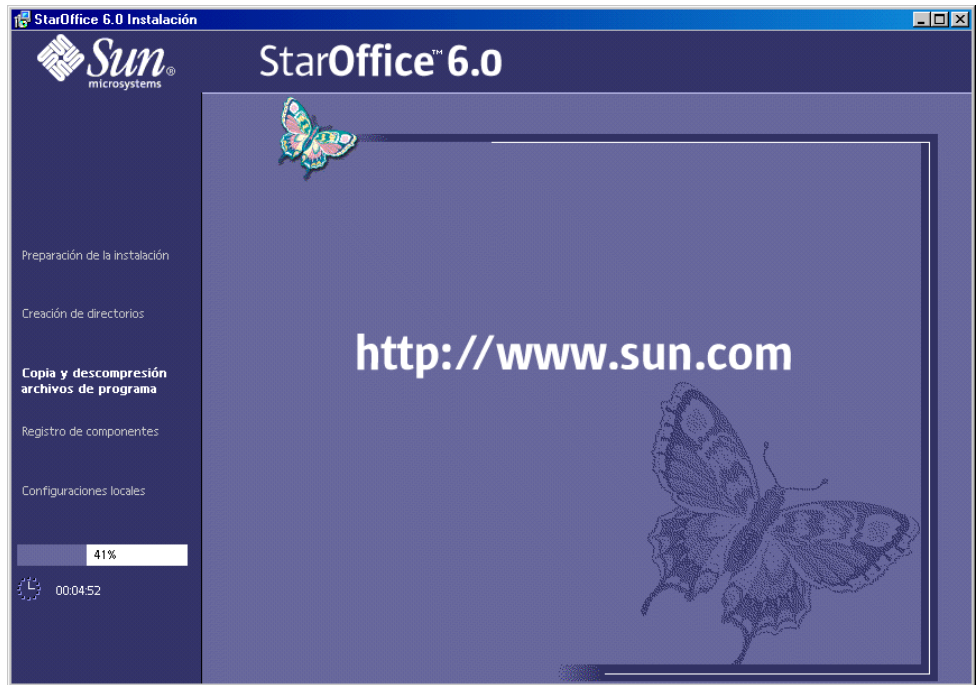 StarOffice 6.0 Instalación
Sun®
microsystems
StarOffice™ 6.0
Preparación de la instalación
Creación de directorios
Copia y descompresión
archivos de programa
Registro de componentes
Configuraciones locales
41%
00:04:52
http://www.sun.com